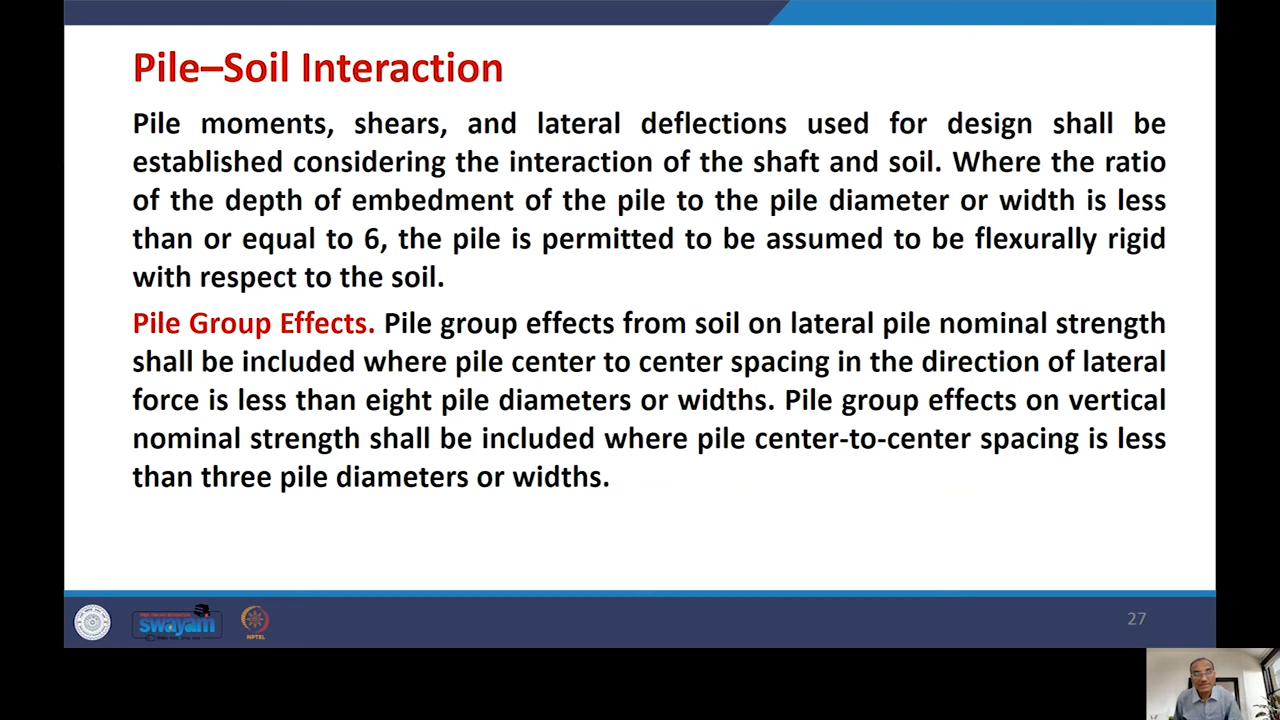 Pile–Soil Interaction
Pile moments, shears, and lateral deflections used for design shall be
established considering the interaction of the shaft and soil. Where the ratio
of the depth of embedment of the pile to the pile diameter or width is less
than or equal to 6, the pile is permitted to be assumed to be flexurally rigid
with respect to the soil.
Pile Group Effects. Pile group effects from soil on lateral pile nominal strength
shall be included where pile center to center spacing in the direction of lateral
force is less than eight pile diameters or widths. Pile group effects on vertical
nominal strength shall be included where pile center-to-center spacing is less
than three pile diameters or widths.
swayam
NPTEL
27